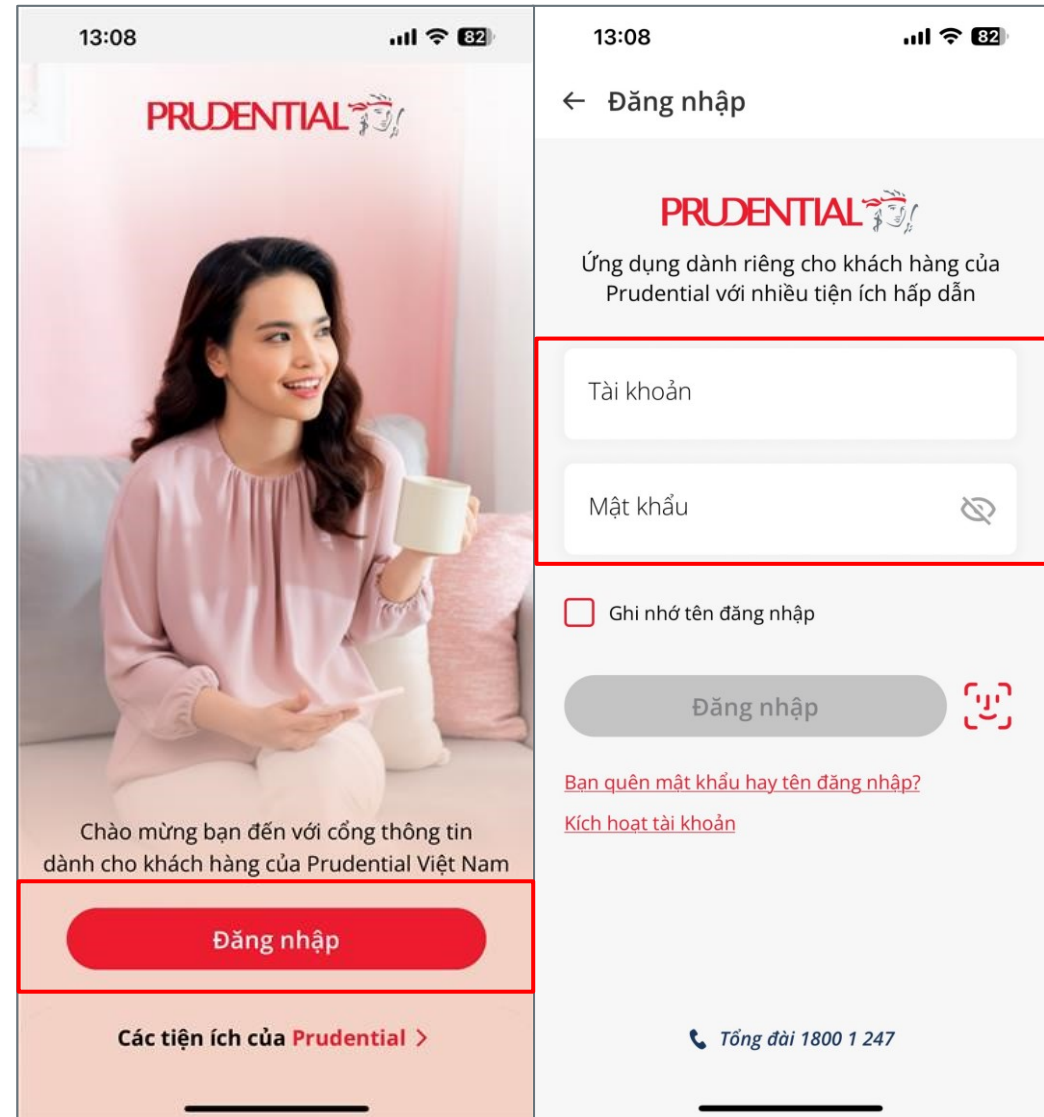 13:08
82
PRUDENTIAL
Chào mừng bạn đến với cổng thông tin
dành cho khách hàng của Prudential Việt Nam
Đăng nhập
Các tiện ích của Prudential >
13:08
82
← Đăng nhập
PRUDENTIAL
Ứng dụng dành riêng cho khách hàng của
Prudential với nhiều tiện ích hấp dẫn
Tài khoản
Mật khẩu
Ghi nhớ tên đăng nhập
Đăng nhập
Bạn quên mật khẩu hay tên đăng nhập?
Kích hoạt tài khoản
Tổng đài 1800 1 247